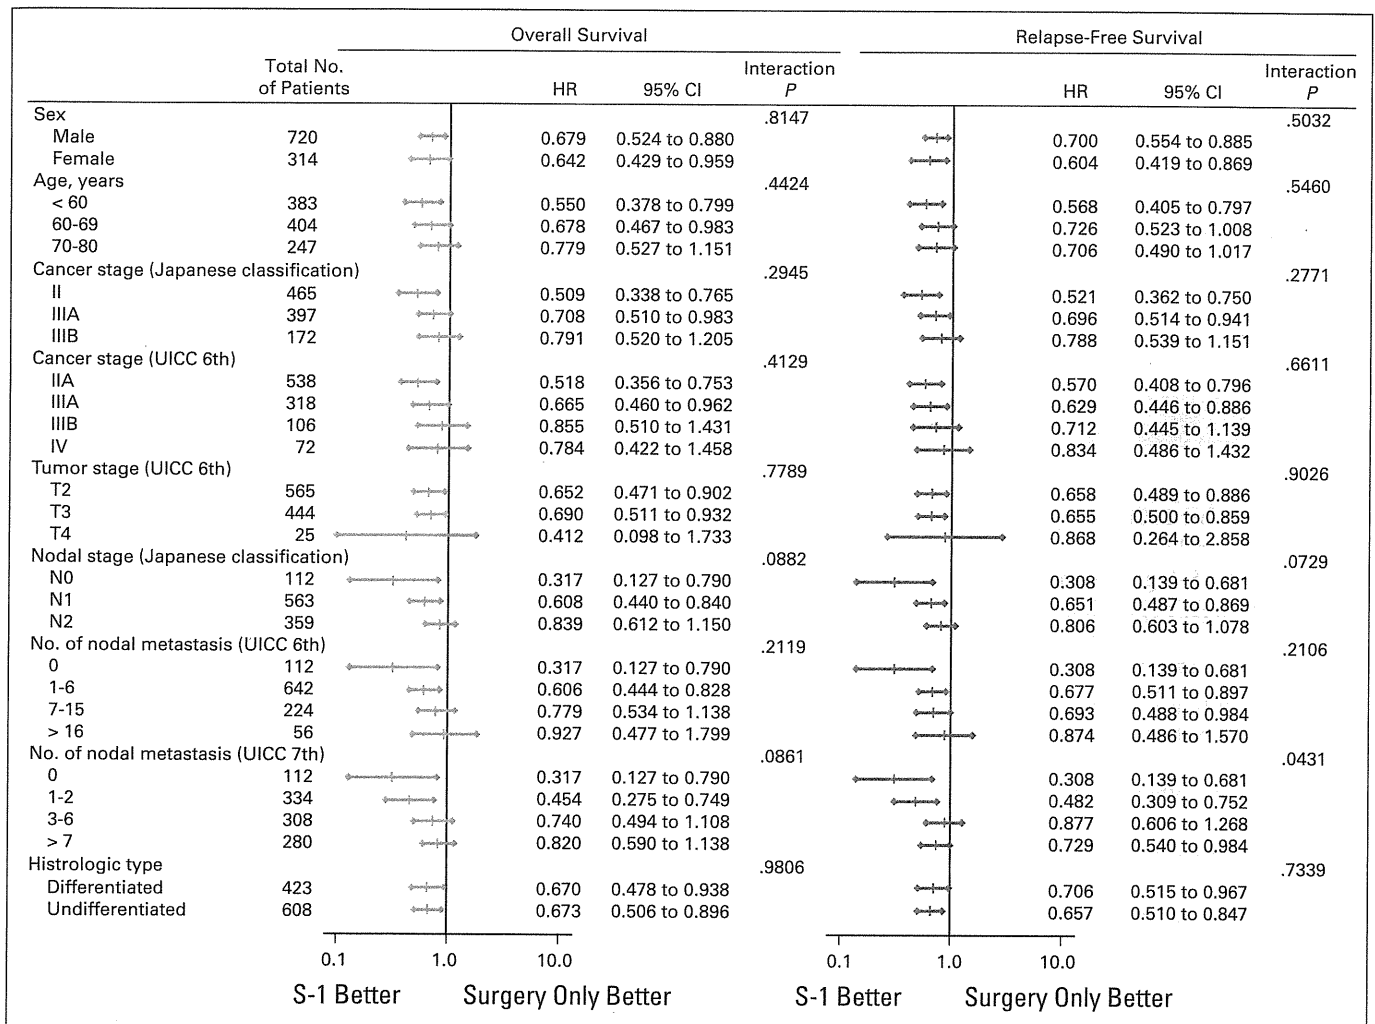 Overall Survival Relapse-Free Survival
Total No. of Patients HR 95% CI Interaction P HR 95% CI Interaction P
Sex .8147 .5032
Male 720 0.679 0.524 to 0.880 0.700 0.554 to 0.885
Female 314 0.642 0.429 to 0.959 0.604 0.419 to 0.869
Age, years .4424 .5460
< 60 383 0.550 0.378 to 0.799 0.568 0.405 to 0.797
60-69 404 0.678 0.467 to 0.983 0.726 0.523 to 1.008
70-80 247 0.779 0.527 to 1.151 0.706 0.490 to 1.017
Cancer stage (Japanese classification) .2945 .2771
II 465 0.509 0.338 to 0.765 0.521 0.362 to 0.750
IIIA 397 0.708 0.510 to 0.983 0.696 0.514 to 0.941
IIIB 172 0.791 0.520 to 1.205 0.788 0.539 to 1.151
Cancer stage (UICC 6th) .4129 .6611
IIA 538 0.518 0.356 to 0.753 0.570 0.408 to 0.796
IIIA 318 0.665 0.460 to 0.962 0.629 0.446 to 0.886
IIIB 106 0.855 0.510 to 1.431 0.712 0.445 to 1.139
IV 72 0.784 0.422 to 1.458 0.834 0.486 to 1.432
Tumor stage (UICC 6th) .7789 .9026
T2 565 0.652 0.471 to 0.902 0.658 0.489 to 0.886
T3 444 0.690 0.511 to 0.932 0.655 0.500 to 0.859
T4 25 0.412 0.098 to 1.733 0.868 0.264 to 2.858
Nodal stage (Japanese classification) .0882 .0729
N0 112 0.317 0.127 to 0.790 0.308 0.139 to 0.681
N1 563 0.608 0.440 to 0.840 0.651 0.487 to 0.869
N2 359 0.839 0.612 to 1.150 0.806 0.603 to 1.078
No. of nodal metastasis (UICC 6th) .2119 .2106
0 112 0.317 0.127 to 0.790 0.308 0.139 to 0.681
1-6 642 0.606 0.444 to 0.828 0.677 0.511 to 0.897
7-15 224 0.779 0.534 to 1.138 0.693 0.488 to 0.984
> 16 56 0.927 0.477 to 1.799 0.874 0.486 to 1.570
No. of nodal metastasis (UICC 7th) .0861 .0431
0 112 0.317 0.127 to 0.790 0.308 0.139 to 0.681
1-2 334 0.454 0.275 to 0.749 0.482 0.309 to 0.752
3-6 308 0.740 0.494 to 1.108 0.877 0.606 to 1.268
> 7 280 0.820 0.590 to 1.138 0.729 0.540 to 0.984
Histrologic type .9806 .7339
Differentiated 423 0.670 0.478 to 0.938 0.706 0.515 to 0.967
Undifferentiated 608 0.673 0.506 to 0.896 0.657 0.510 to 0.847
0.1 1.0 10.0 0.1 1.0 10.0
S-1 Better Surgery Only Better S-1 Better Surgery Only Better